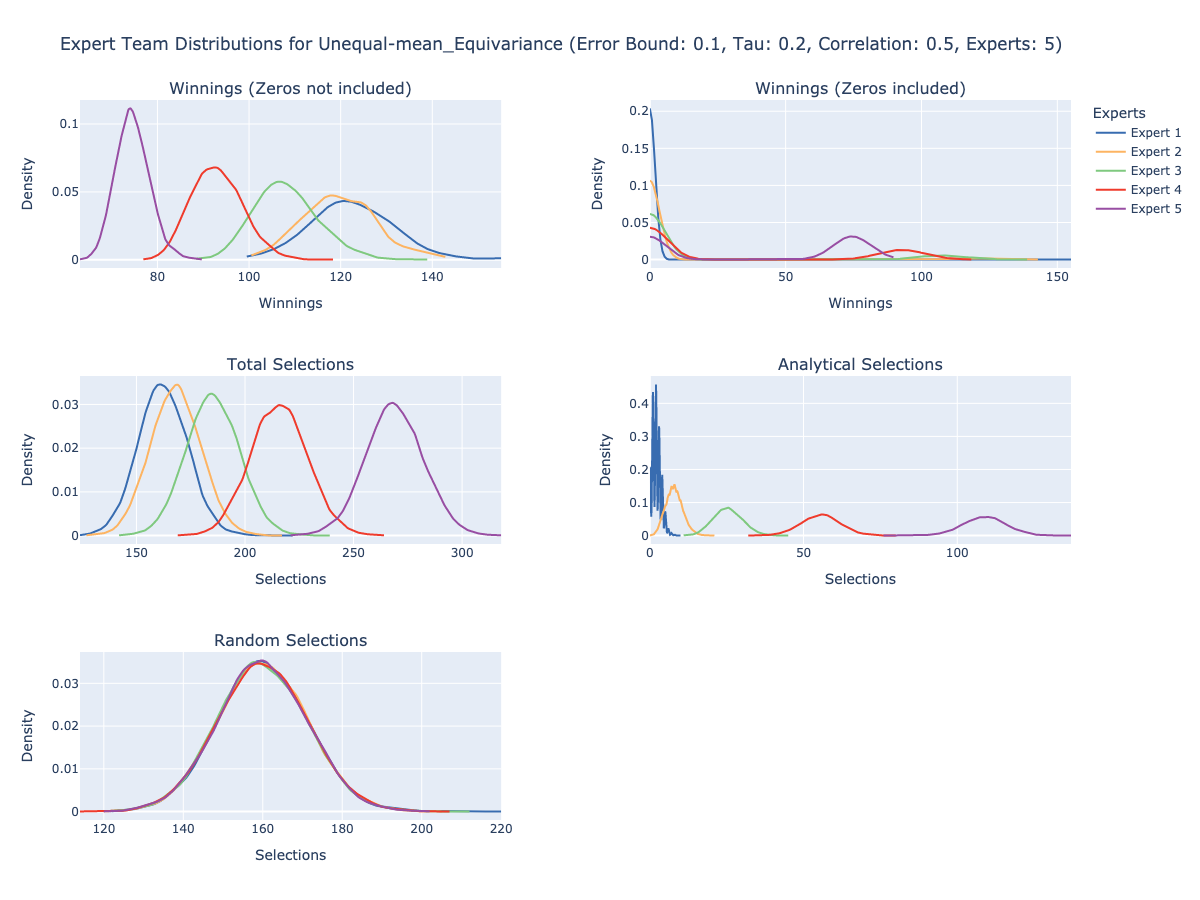 Expert Team Distributions for Unequal-mean_Equivariance (Error Bound: 0.1, Tau: 0.2, Correlation: 0.5, Experts: 5)
Winnings (Zeros not included)
Density
0.1
0.05
0
80 100 120 140
Winnings
Winnings (Zeros included)
Density
0.2
0.15
0.1
0.05
0
0 50 100 150
Winnings
Experts
Expert 1
Expert 2
Expert 3
Expert 4
Expert 5
Total Selections
Density
0.03
0.02
0.01
0
150 200 250 300
Selections
Analytical Selections
Density
0.4
0.3
0.2
0.1
0
0 50 100
Selections
Random Selections
Density
0.03
0.02
0.01
0
120 140 160 180 200 220
Selections